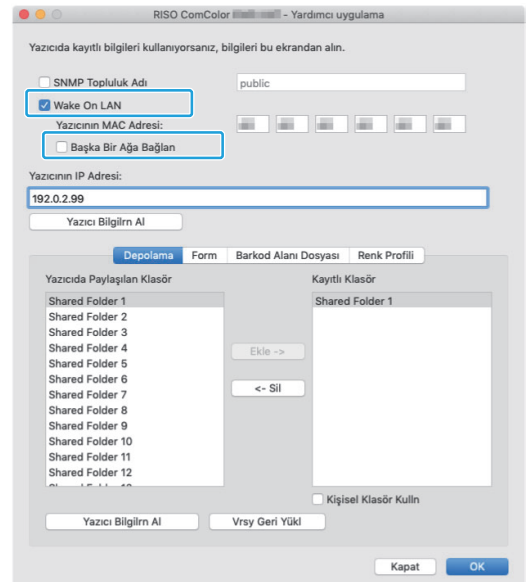 RISO ComColor - Yardımcı uygulama
Yazıcıda kayıtlı bilgileri kullanıyorsanız, bilgileri bu ekrandan alın.
SNMP Topluluk Adı
public
Wake On LAN
Yazıcının MAC Adresi:
Başka Bir Ağa Bağlan
Yazıcının IP Adresi:
192.0.2.99
Yazıcı Bilgilrn Al
Depolama Form Barkod Alanı Dosyası Renk Profili
Yazıcıda Paylaşılan Klasör
Shared Folder 1
Shared Folder 2
Shared Folder 3
Shared Folder 4
Shared Folder 5
Shared Folder 6
Shared Folder 7
Shared Folder 8
Shared Folder 9
Shared Folder 10
Shared Folder 11
Shared Folder 12
Ekle ->
<- Sil
Kayıtlı Klasör
Shared Folder 1
Kişisel Klasör Kulln
Yazıcı Bilgilrn Al Vrsy Geri Yükl
Kapat OK